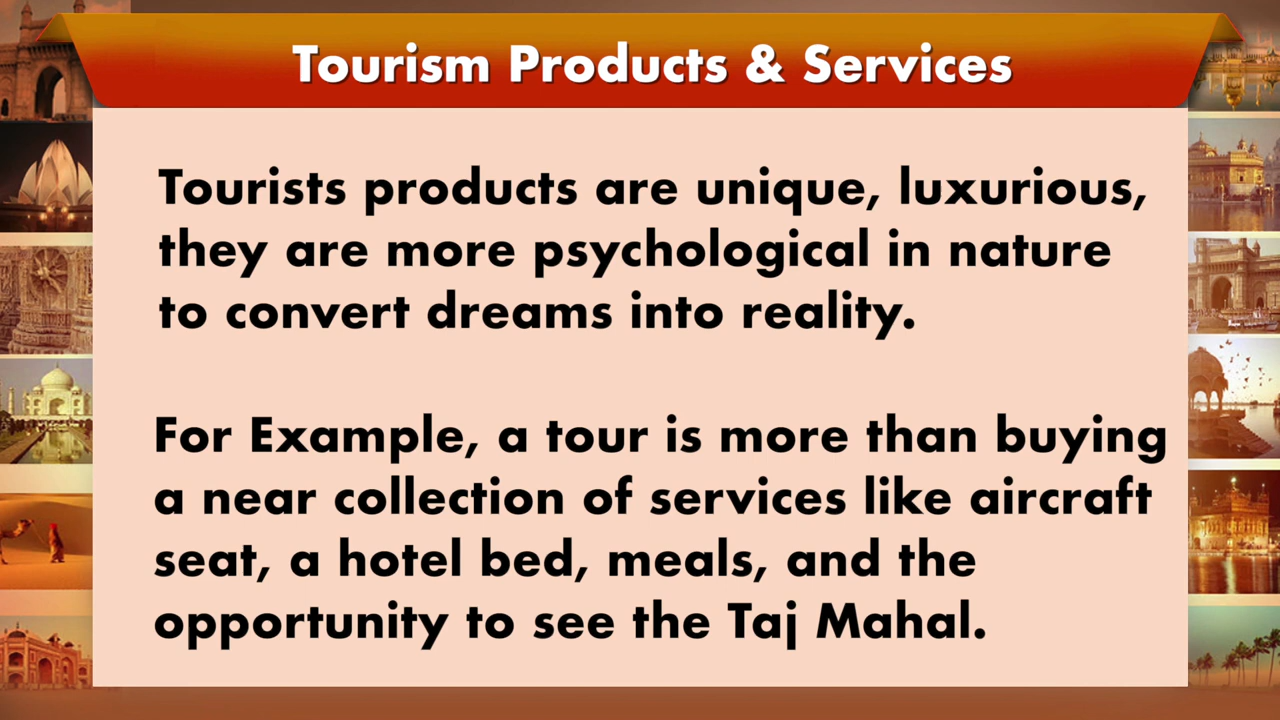 Tourism Products & Services
Tourists products are unique, luxurious,
they are more psychological in nature
to convert dreams into reality.
For Example, a tour is more than buying
a near collection of services like aircraft
seat, a hotel bed, meals, and the
opportunity to see the Taj Mahal.